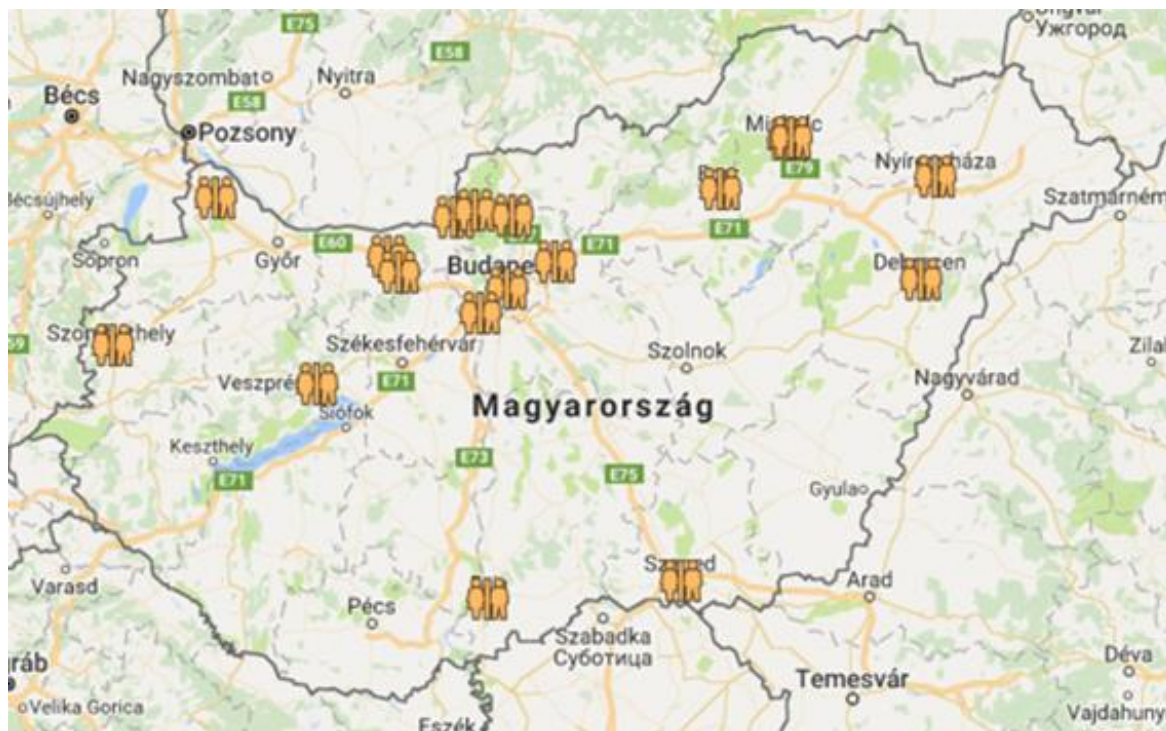 Ungvár
Ужгород
E75
E58
Nagyszombat
Nyitra
E58
Bécs
Pozsony
E79
Szatmárném
Bécsújhely
Sopron
Győr
E60
E77
E71
E71
Budape
Székesfehérvár
Szolnok
Zilal
E71
Veszpré
Siófok
Magyarország
Nagyvárad
Keszthely
E71
E73
E75
Gyula
Varasd
Pécs
Arad
Szabadka
Суботица
Temesvár
Déva
Velika Gorica
Vajdahuny
Eszék